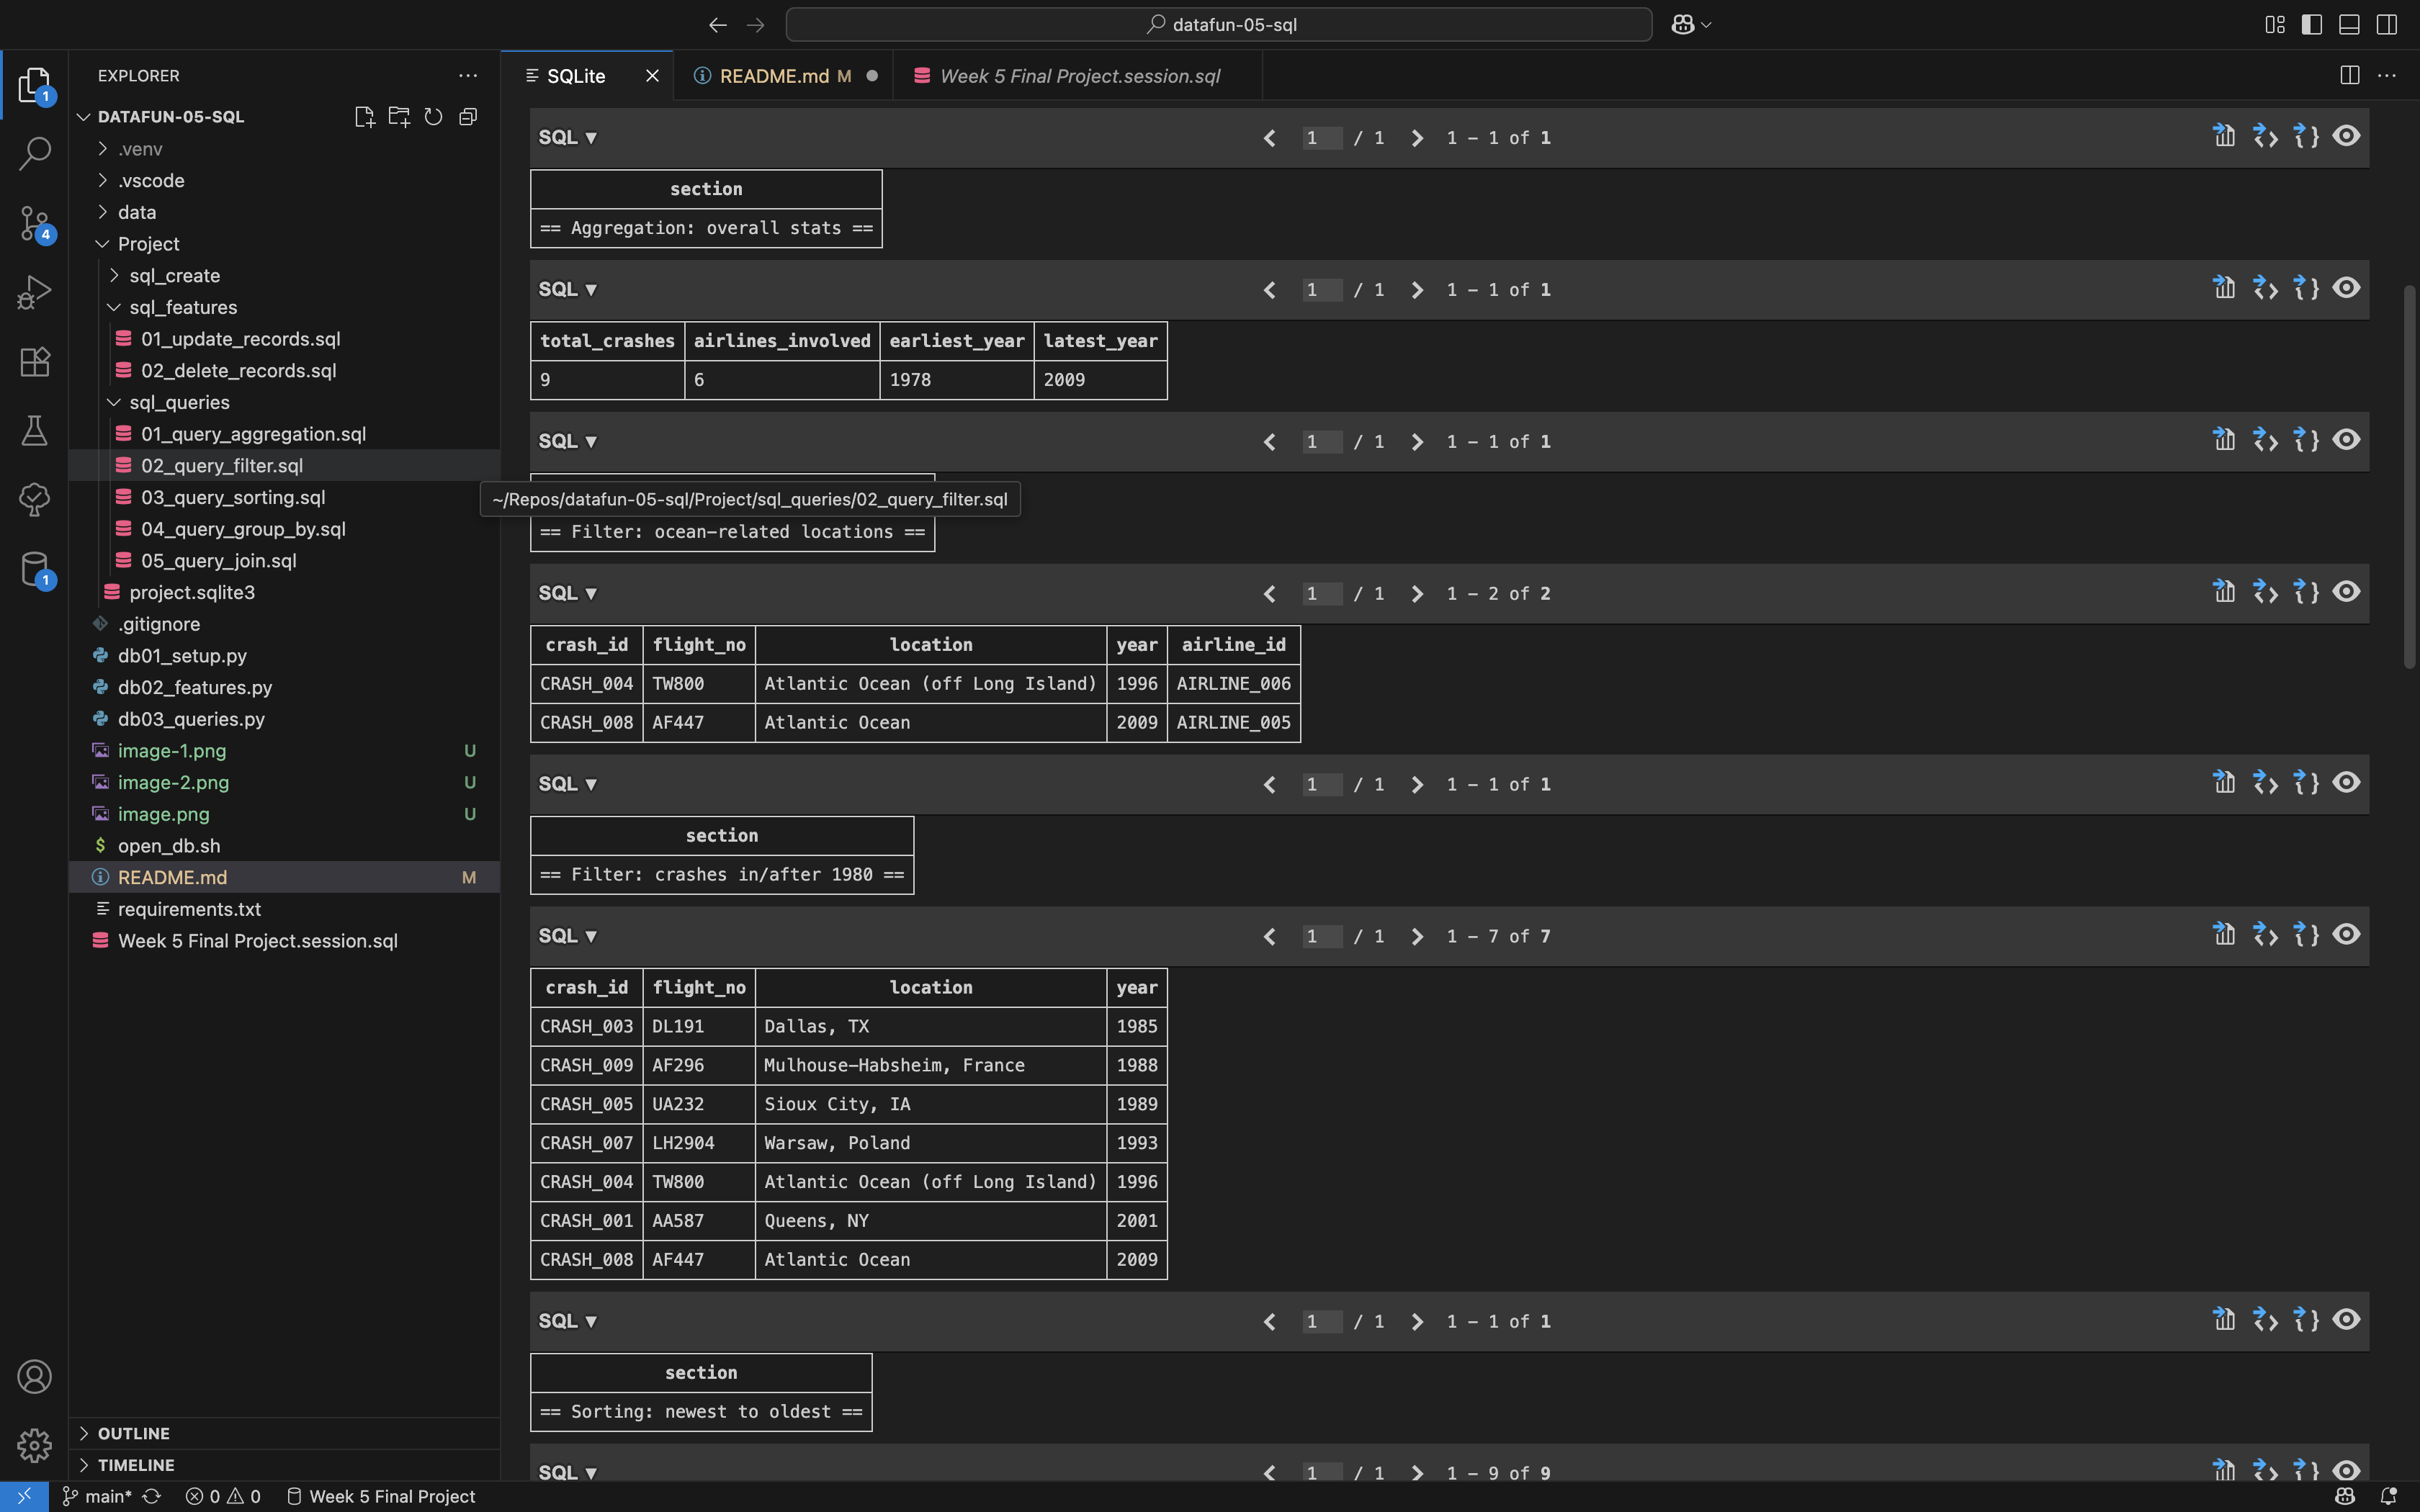 datafun-05-sql
EXPLORER
DATAFUN-05-SQL
.venv
.vscode
data
Project
sql_create
sql_features
01_update_records.sql
02_delete_records.sql
sql_queries
01_query_aggregation.sql
02_query_filter.sql
03_query_sorting.sql
04_query_group_by.sql
05_query_join.sql
project.sqlite3
.gitignore
db01_setup.py
db02_features.py
db03_queries.py
image-1.png U
image-2.png U
image.png U
open_db.sh
README.md M
requirements.txt
Week 5 Final Project.session.sql
OUTLINE
TIMELINE
1
4
1
SQLite
README.md M
Week 5 Final Project.session.sql
SQL ▼ 1 / 1 1 – 1 of 1
section
== Aggregation: overall stats ==
SQL ▼ 1 / 1 1 – 1 of 1
total_crashes airlines_involved earliest_year latest_year
9 6 1978 2009
SQL ▼ 1 / 1 1 – 1 of 1
~/Repos/datafun-05-sql/Project/sql_queries/02_query_filter.sql
== Filter: ocean-related locations ==
SQL ▼ 1 / 1 1 – 2 of 2
crash_id flight_no location year airline_id
CRASH_004 TW800 Atlantic Ocean (off Long Island) 1996 AIRLINE_006
CRASH_008 AF447 Atlantic Ocean 2009 AIRLINE_005
SQL ▼ 1 / 1 1 – 1 of 1
section
== Filter: crashes in/after 1980 ==
SQL ▼ 1 / 1 1 – 7 of 7
crash_id flight_no location year
CRASH_003 DL191 Dallas, TX 1985
CRASH_009 AF296 Mulhouse–Habsheim, France 1988
CRASH_005 UA232 Sioux City, IA 1989
CRASH_007 LH2904 Warsaw, Poland 1993
CRASH_004 TW800 Atlantic Ocean (off Long Island) 1996
CRASH_001 AA587 Queens, NY 2001
CRASH_008 AF447 Atlantic Ocean 2009
SQL ▼ 1 / 1 1 – 1 of 1
section
== Sorting: newest to oldest ==
SQL ▼ 1 / 1 1 – 9 of 9
main* 0 0 Week 5 Final Project